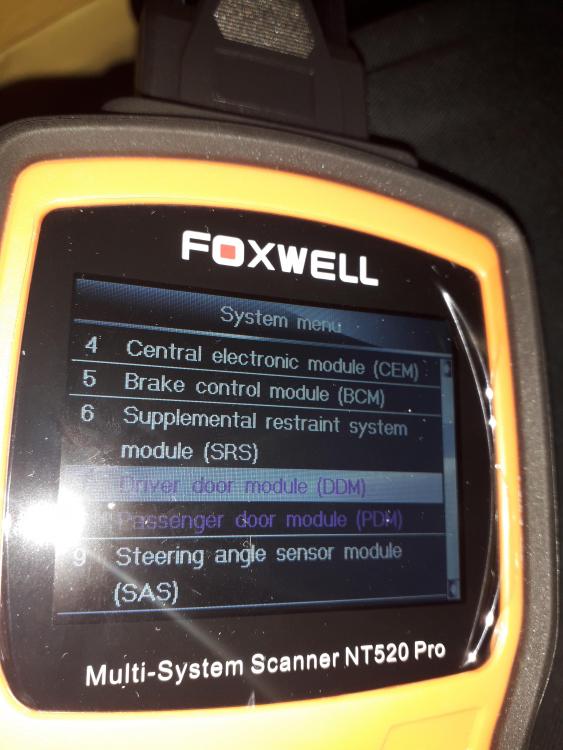 FOXWELL
System menu
4 Central electronic module (CEM)
5 Brake control module (BCM)
6 Supplemental restraint system
module (SRS)
Driver door module (DDM)
Passenger door module (PDM)
9 Steering angle sensor module
(SAS)
Multi-System Scanner NT520 Pro